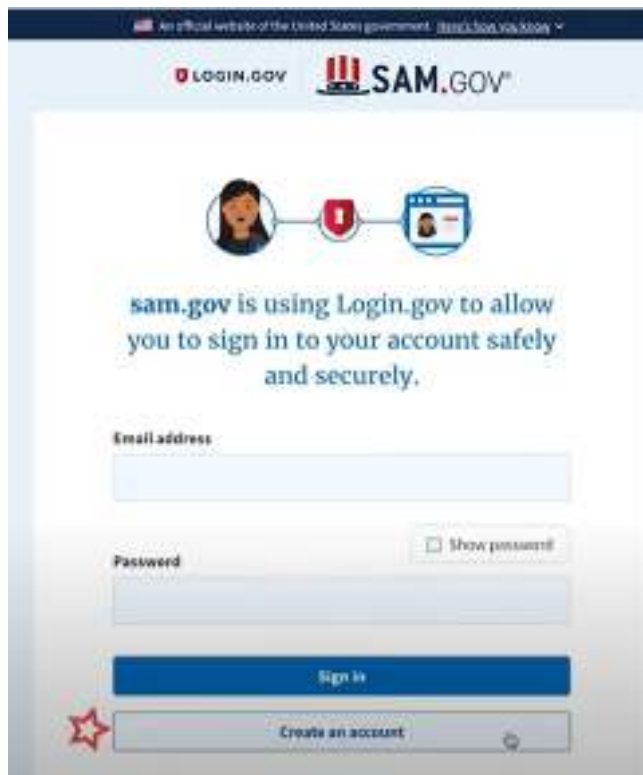 An official website of the United States government Here's how you know
LOGIN.GOV SAM.GOV®
sam.gov is using Login.gov to allow
you to sign in to your account safely
and securely.
Email address
Show password
Password
Sign in
Create an account